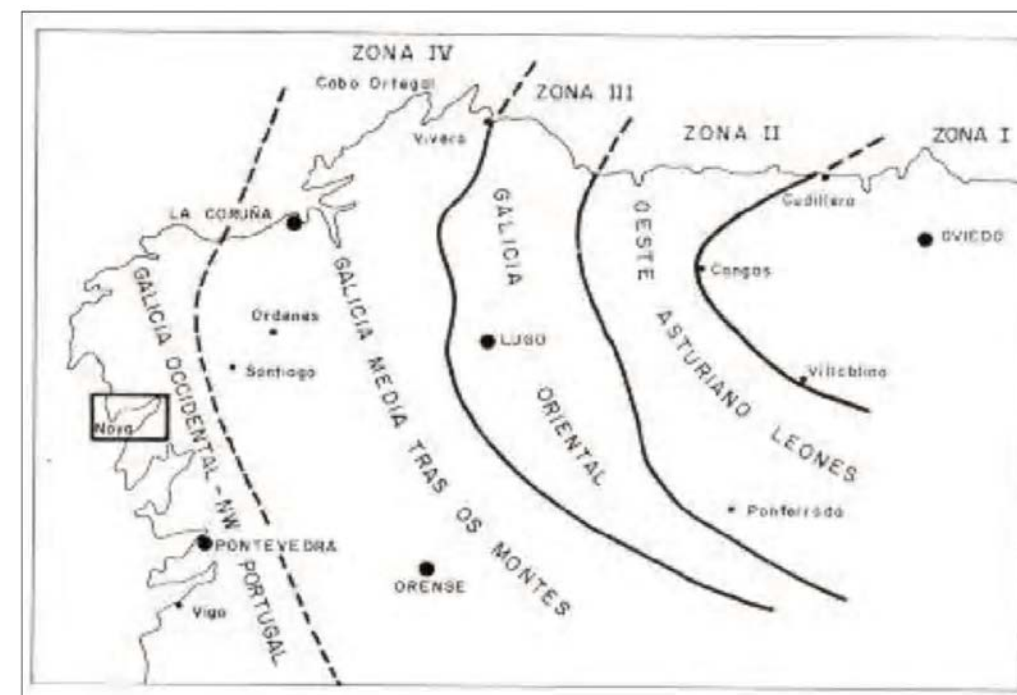 ZONA IV
Cabo Ortegal
ZONA III
Vivero
ZONA II
ZONA I
Cudillero
LA CORUÑA
GALICIA
OESTE
OVIEDO
Cangas
GALICIA OCCIDENTAL - NW PORTUGAL
GALICIA MEDIA TRAS OS MONTES
Ordenes
LUGO
ASTURIANO LEONES
Santiago
Villablino
Noya
ORIENTAL
Ponferrada
PONTEVEDRA
ORENSE
Vigo